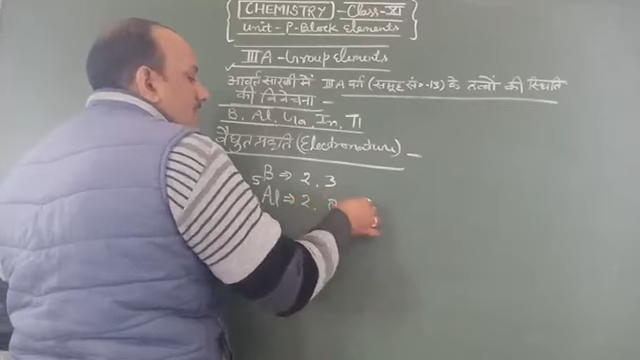 CHEMISTRY - Class-XI
Unit-P-Block Elements
IIIA-Group Elements
आवर्त सारणी में IIIA वर्ग (समूह सं०-13) के तत्वों की स्थिति
की विवेचना -
B, Al, Ga, In, Tl
वैधुत प्रकृति (Electronature) -
5B ⇒ 2, 3
Al ⇒ 2,